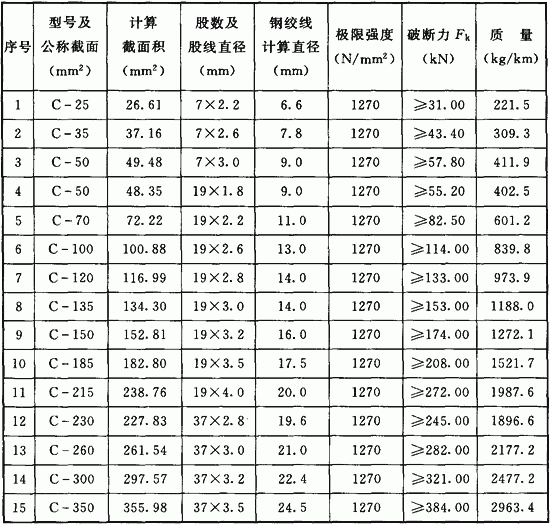 序号 型号及公称截面(mm²) 计算截面积(mm²) 股数及股线直径(mm) 钢绞线计算直径(mm) 极限强度(N/mm²) 破断力 Fk(kN) 质 量(kg/km)
1 C-25 26.61 7×2.2 6.6 1270 ⩾31.00 221.5
2 C-35 37.16 7×2.6 7.8 1270 ⩾43.40 309.3
3 C-50 49.48 7×3.0 9.0 1270 ⩾57.80 411.9
4 C-50 48.35 19×1.8 9.0 1270 ⩾55.20 402.5
5 C-70 72.22 19×2.2 11.0 1270 ⩾82.50 601.2
6 C-100 100.88 19×2.6 13.0 1270 ⩾114.00 839.8
7 C-120 116.99 19×2.8 14.0 1270 ⩾133.00 973.9
8 C-135 134.30 19×3.0 14.0 1270 ⩾153.00 1188.0
9 C-150 152.81 19×3.2 16.0 1270 ⩾174.00 1272.1
10 C-185 182.80 19×3.5 17.5 1270 ⩾208.00 1521.7
11 C-215 238.76 19×4.0 20.0 1270 ⩾272.00 1987.6
12 C-230 227.83 37×2.8 19.6 1270 ⩾245.00 1896.6
13 C-260 261.54 37×3.0 21.0 1270 ⩾282.00 2177.2
14 C-300 297.57 37×3.2 22.4 1270 ⩾321.00 2477.2
15 C-350 355.98 37×3.5 24.5 1270 ⩾384.00 2963.4